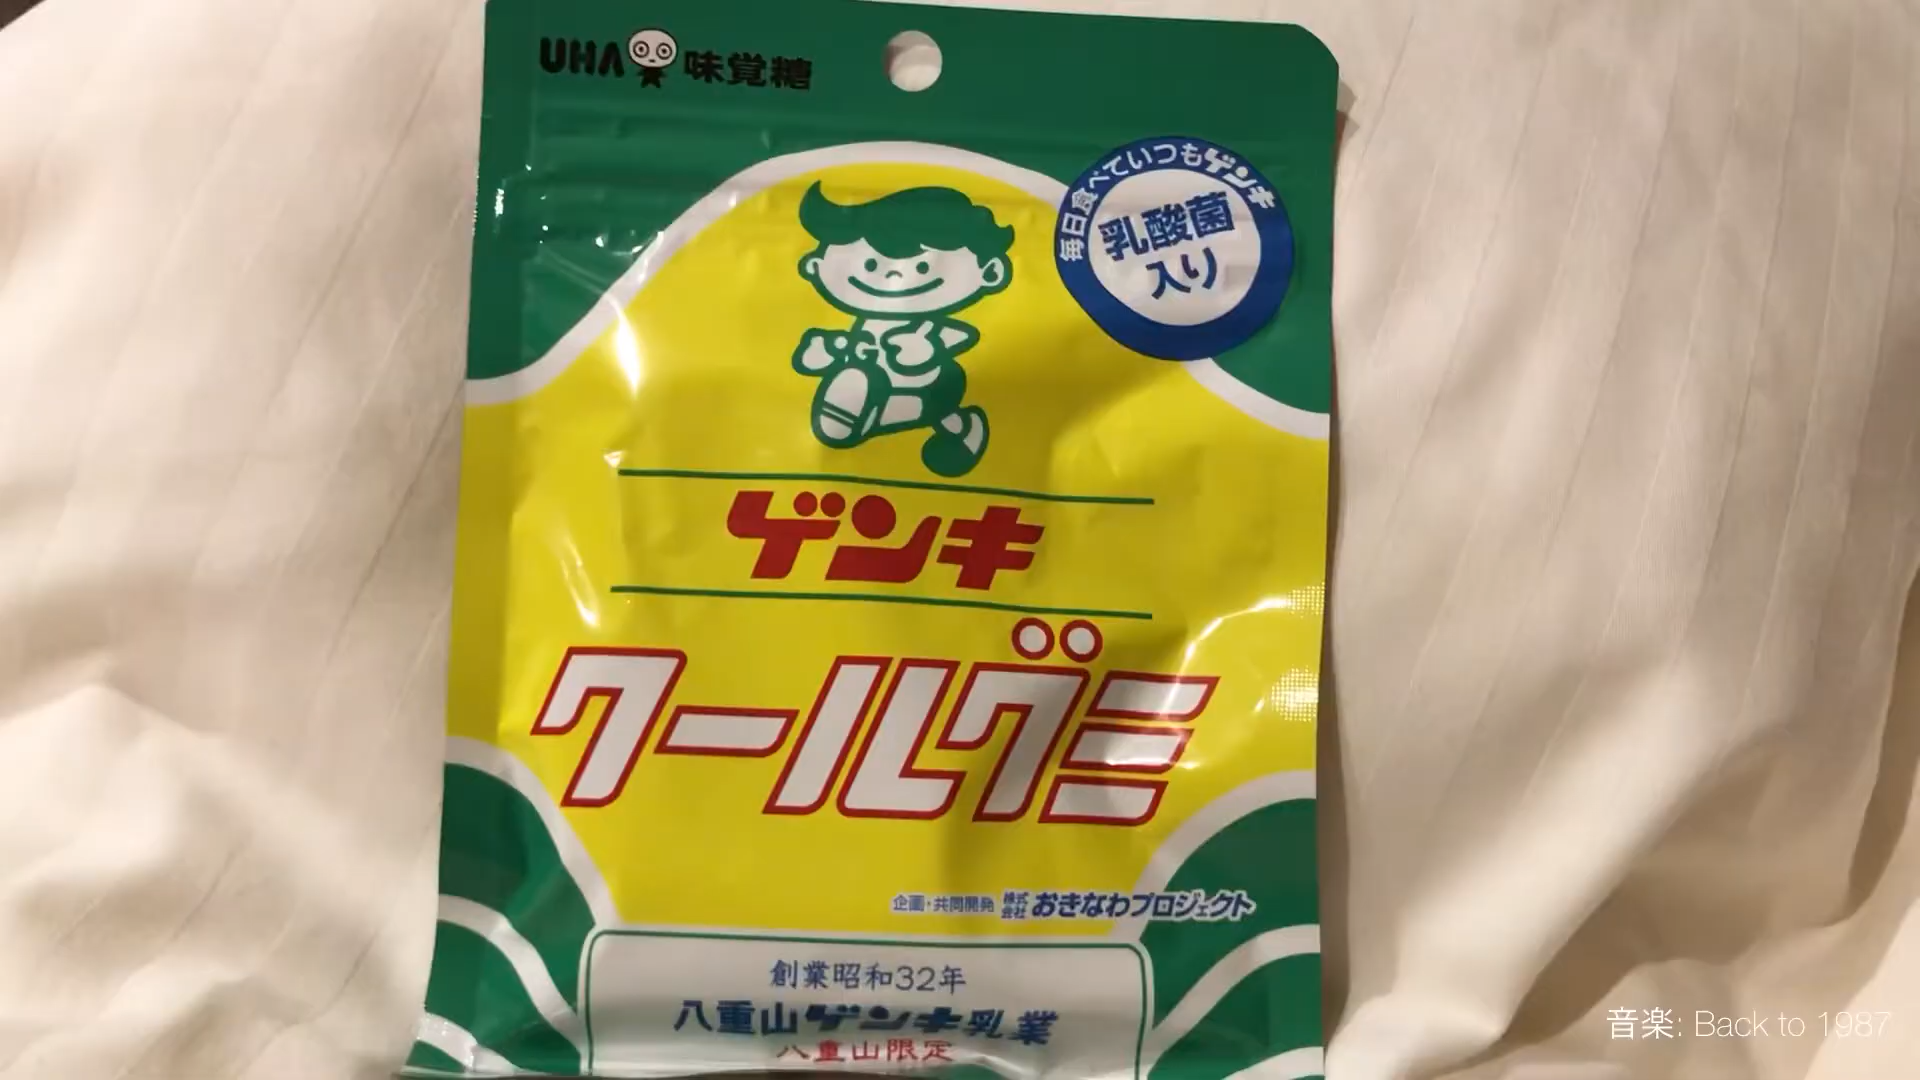 UHA味覚糖
毎日食べていつもゲンキ
乳酸菌
入り
G
ゲンキ
クールグミ
企画・共同開発 株式会社 おきなわプロジェクト
創業昭和32年
八重山ゲンキ乳業
八重山限定
音楽: Back to 1987